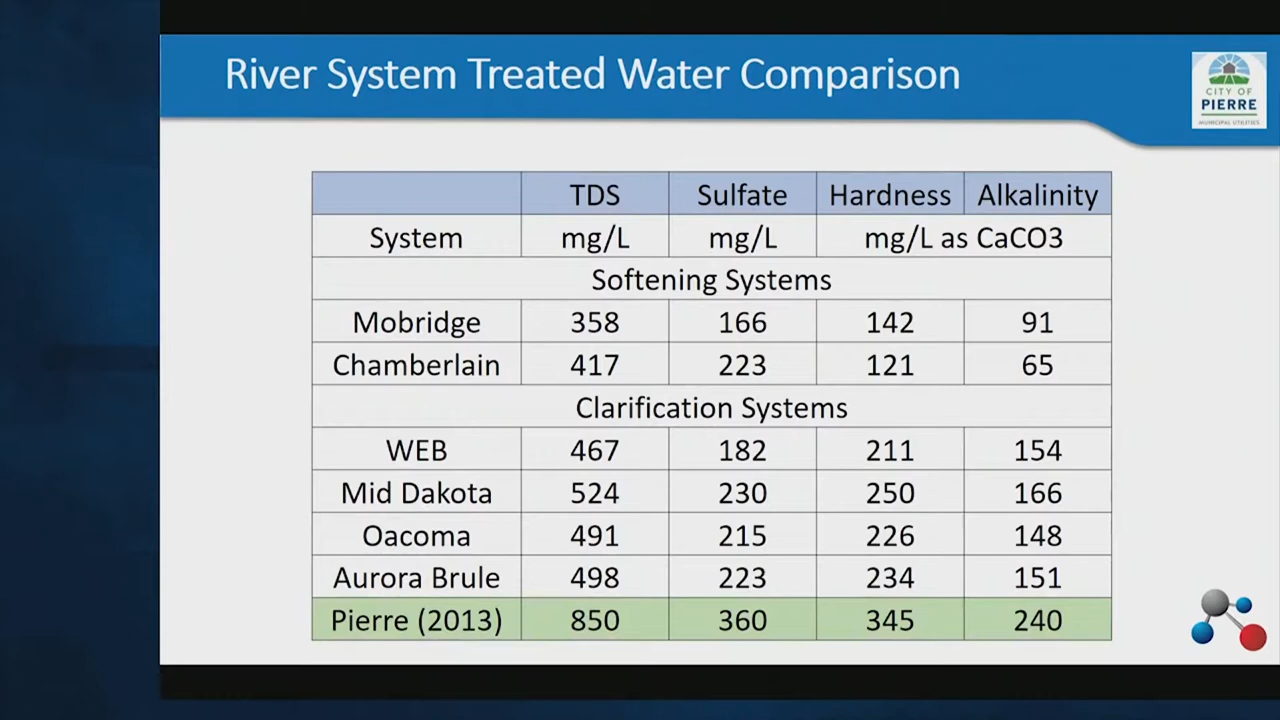 River System Treated Water Comparison
CITY OF
PIERRE
MUNICIPAL UTILITIES
TDS Sulfate Hardness Alkalinity
System mg/L mg/L mg/L as CaCO3
Softening Systems
Mobridge 358 166 142 91
Chamberlain 417 223 121 65
Clarification Systems
WEB 467 182 211 154
Mid Dakota 524 230 250 166
Oacoma 491 215 226 148
Aurora Brule 498 223 234 151
Pierre (2013) 850 360 345 240